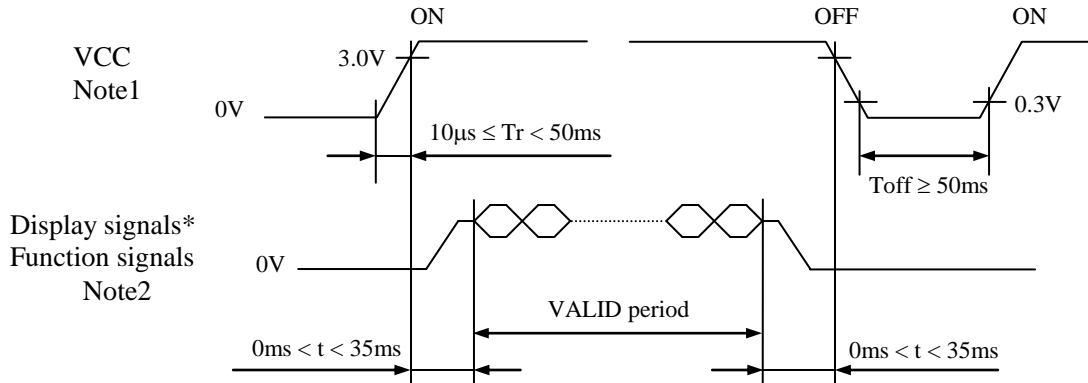 ON OFF ON
VCC
Note1
3.0V
0V
0.3V
10µs ≤ Tr < 50ms
Toff ≥ 50ms
Display signals*
Function signals
Note2
0V
VALID period
0ms < t < 35ms
0ms < t < 35ms